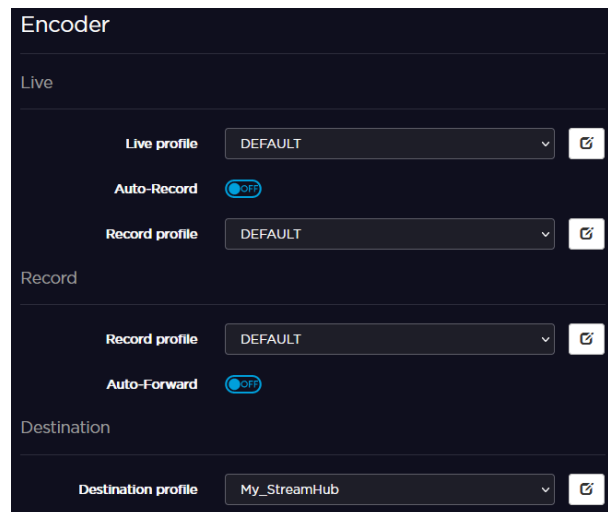 Encoder
Live
Live profile DEFAULT
Auto-Record OFF
Record profile DEFAULT
Record
Record profile DEFAULT
Auto-Forward OFF
Destination
Destination profile My_StreamHub